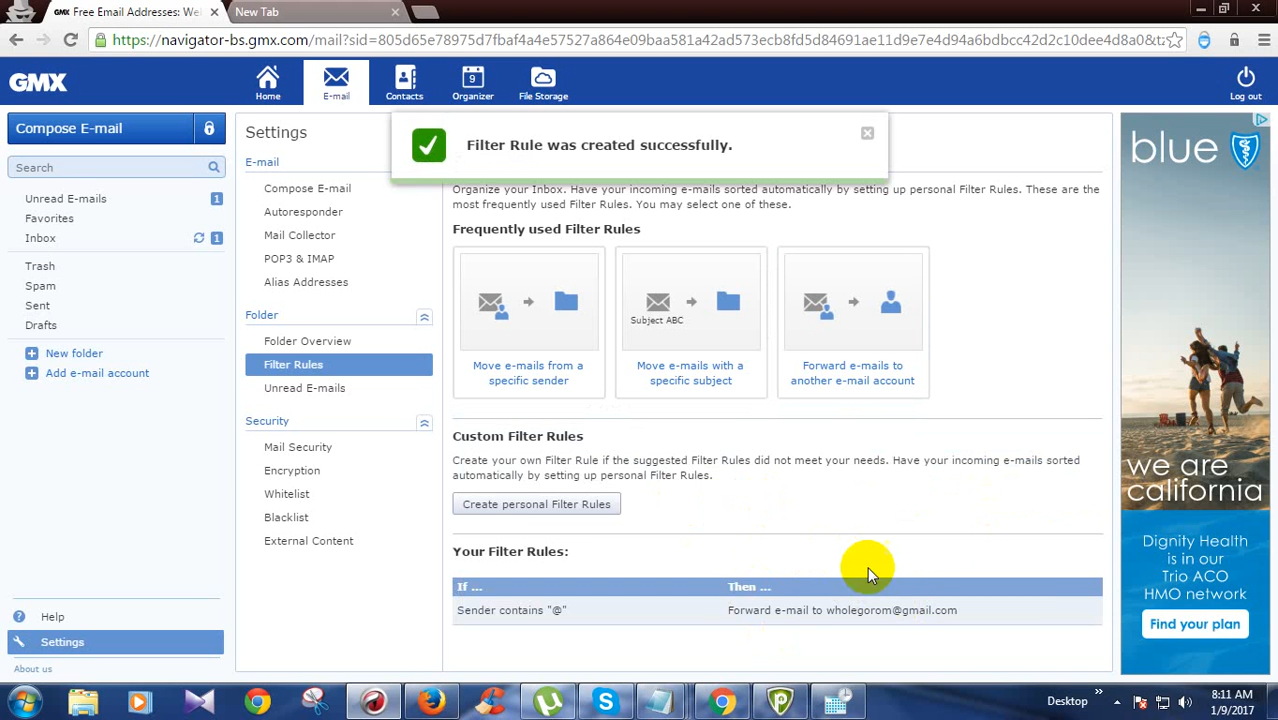 GMX Free Email Addresses: Wel
New Tab
https://navigator-bs.gmx.com/mail?sid=805d65e78975d7fbaf4a4e57527a864e09baa581a42ad573ecb8fd5d84691ae11d9e7e4d4a964bdbcc42d2c10dea3a0&ta
GMX
Home
E-mail
Contacts
9
Organizer
File Storage
Log out
Compose E-mail
Search
Unread E-mails 1
Favorites
Inbox 1
Trash
Spam
Sent
Drafts
New folder
Add e-mail account
Help
Settings
About us
Settings
E-mail
Compose E-mail
Autoresponder
Mail Collector
POP3 & IMAP
Alias Addresses
Folder
Folder Overview
Filter Rules
Unread E-mails
Security
Mail Security
Encryption
Whitelist
Blacklist
External Content
Filter Rule was created successfully.
Organize your Inbox. Have your incoming e-mails sorted automatically by setting up personal Filter Rules. These are the
most frequently used Filter Rules. You may select one of these.
Frequently used Filter Rules
Move e-mails from a
specific sender
Subject ABC
Move e-mails with a
specific subject
Forward e-mails to
another e-mail account
Custom Filter Rules
Create your own Filter Rule if the suggested Filter Rules did not meet your needs. Have your incoming e-mails sorted
automatically by setting up personal Filter Rules.
Create personal Filter Rules
Your Filter Rules:
If ... Then ...
Sender contains "@" Forward e-mail to wholegorom@gmail.com
blue
we are
california
Dignity Health
is in our
Trio ACO
HMO network
Find your plan
Desktop
8:11 AM
1/9/2017